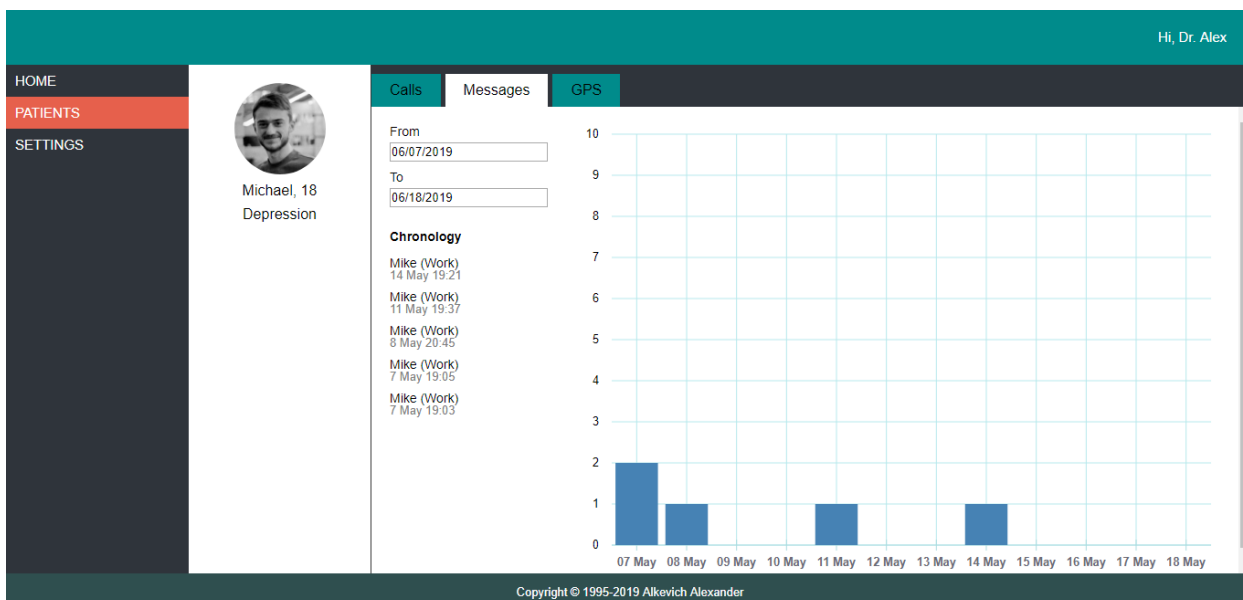 Hi, Dr. Alex
HOME
PATIENTS
SETTINGS
Michael, 18
Depression
Calls
Messages
GPS
From
06/07/2019
To
06/18/2019
Chronology
Mike (Work)
14 May 19:21
Mike (Work)
11 May 19:37
Mike (Work)
8 May 20:45
Mike (Work)
7 May 19:05
Mike (Work)
7 May 19:03
10
9
8
7
6
5
4
3
2
1
0
07 May 08 May 09 May 10 May 11 May 12 May 13 May 14 May 15 May 16 May 17 May 18 May
Copyright © 1995-2019 Alkevich Alexander